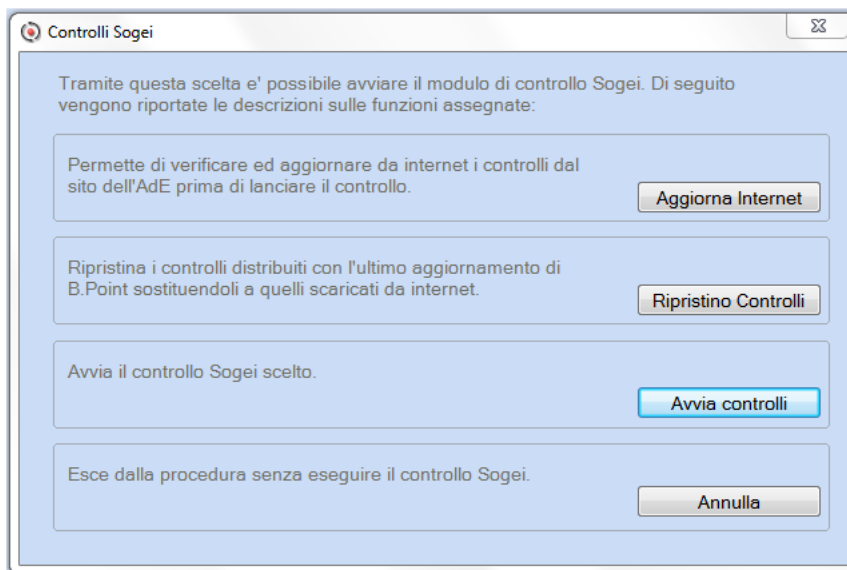 Controlli Sogei
Tramite questa scelta e' possibile avviare il modulo di controllo Sogei. Di seguito
vengono riportate le descrizioni sulle funzioni assegnate:
Permette di verificare ed aggiornare da internet i controlli dal
sito dell'AdE prima di lanciare il controllo.
Aggiorna Internet
Ripristina i controlli distribuiti con l'ultimo aggiornamento di
B.Point sostituendoli a quelli scaricati da internet.
Ripristino Controlli
Avvia il controllo Sogei scelto.
Avvia controlli
Esce dalla procedura senza eseguire il controllo Sogei.
Annulla